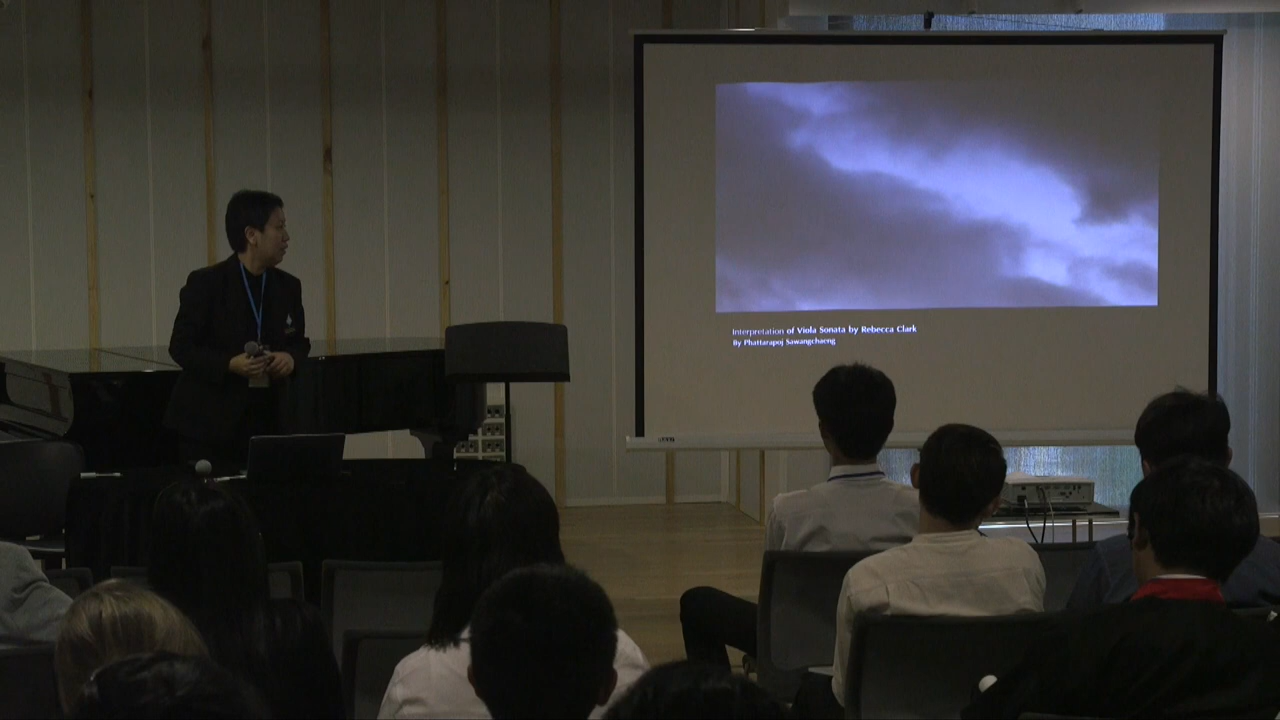 Interpretation of Viola Sonata by Rebecca Clark
By Phattarapoj Sawangchaeng